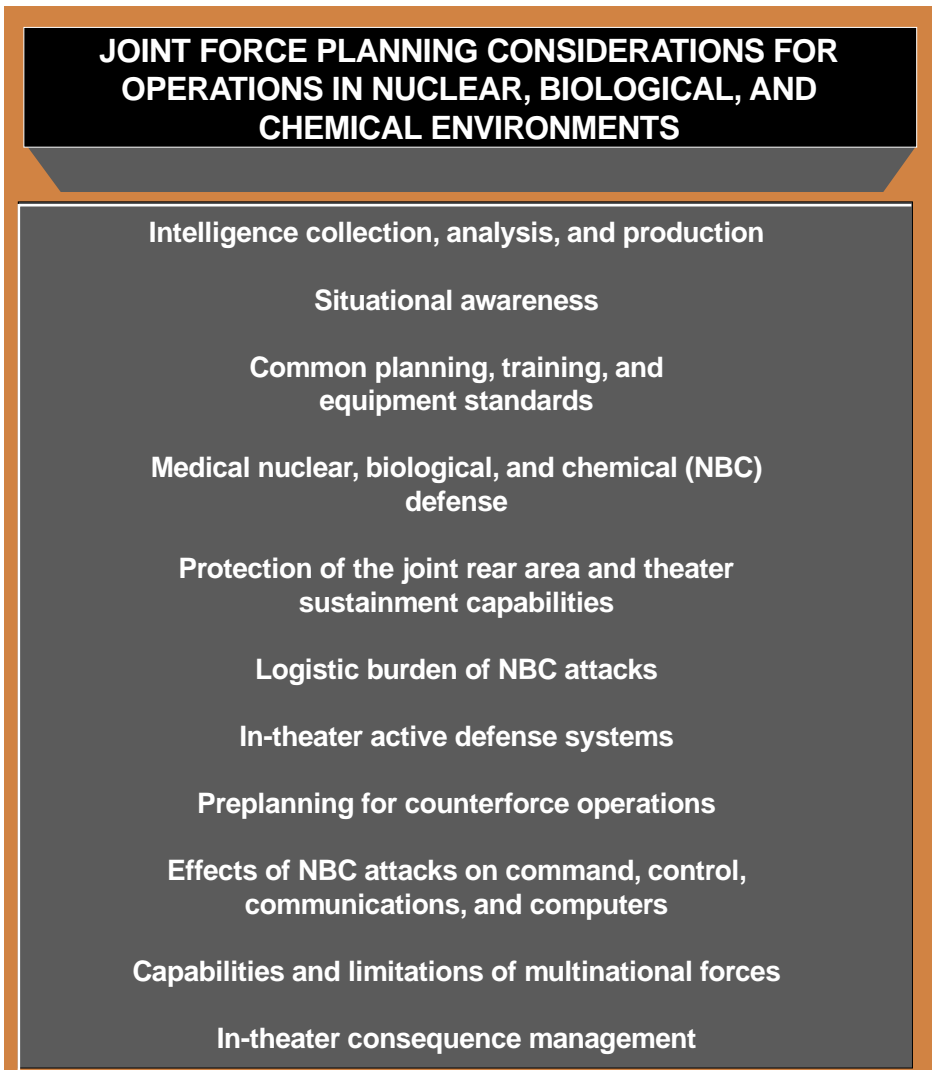 JOINT FORCE PLANNING CONSIDERATIONS FOR
OPERATIONS IN NUCLEAR, BIOLOGICAL, AND
CHEMICAL ENVIRONMENTS
Intelligence collection, analysis, and production
Situational awareness
Common planning, training, and
equipment standards
Medical nuclear, biological, and chemical (NBC)
defense
Protection of the joint rear area and theater
sustainment capabilities
Logistic burden of NBC attacks
In-theater active defense systems
Preplanning for counterforce operations
Effects of NBC attacks on command, control,
communications, and computers
Capabilities and limitations of multinational forces
In-theater consequence management